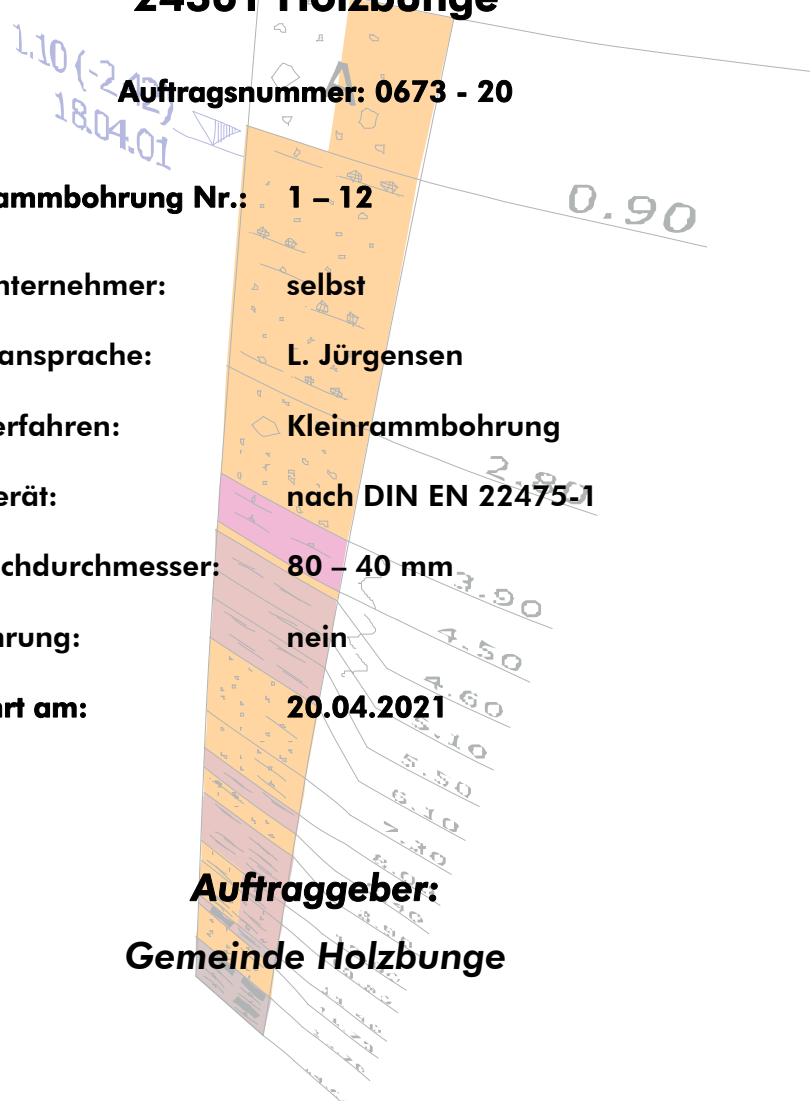 24361 Holzbunge
1.10 (-2.42)
18.04.01
A
Auftragsnummer: 0673 - 20
0.90
ammbohrung Nr.: 1 – 12
nternehmer: selbst
ansprache: L. Jürgensen
erfahren: Kleinrammbohrung
2.80
erät: nach DIN EN 22475-1
chdurchmesser: 80 – 40 mm
3.90
hrung: nein
4.50
4.60
rt am: 20.04.2021
5.10
5.50
6.10
7.30
Auftraggeber:
Gemeinde Holzbunge